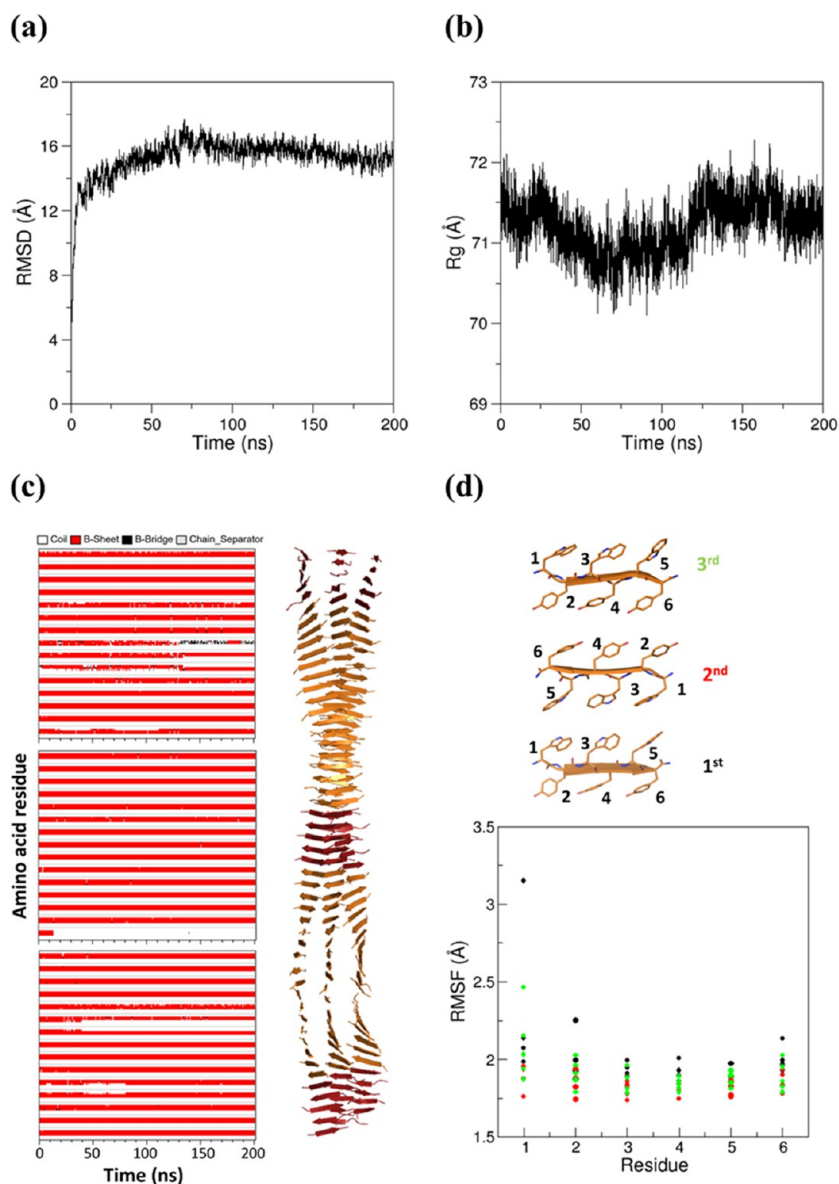 (a)
20
16
12
8
4
0
RMSD (Å)
0 50 100 150 200
Time (ns)
(b)
73
72
71
70
69
Rg (Å)
0 50 100 150 200
Time (ns)
(c)
Coil B-Sheet B-Bridge Chain_Separator
Amino acid residue
0 50 100 150 200
Time (ns)
(d)
1 3 5 3rd
2 4 6
6 4 2 2nd
5 3 1
1 3 5 1st
2 4 6
3.5
3
2.5
2
1.5
RMSF (Å)
1 2 3 4 5 6
Residue